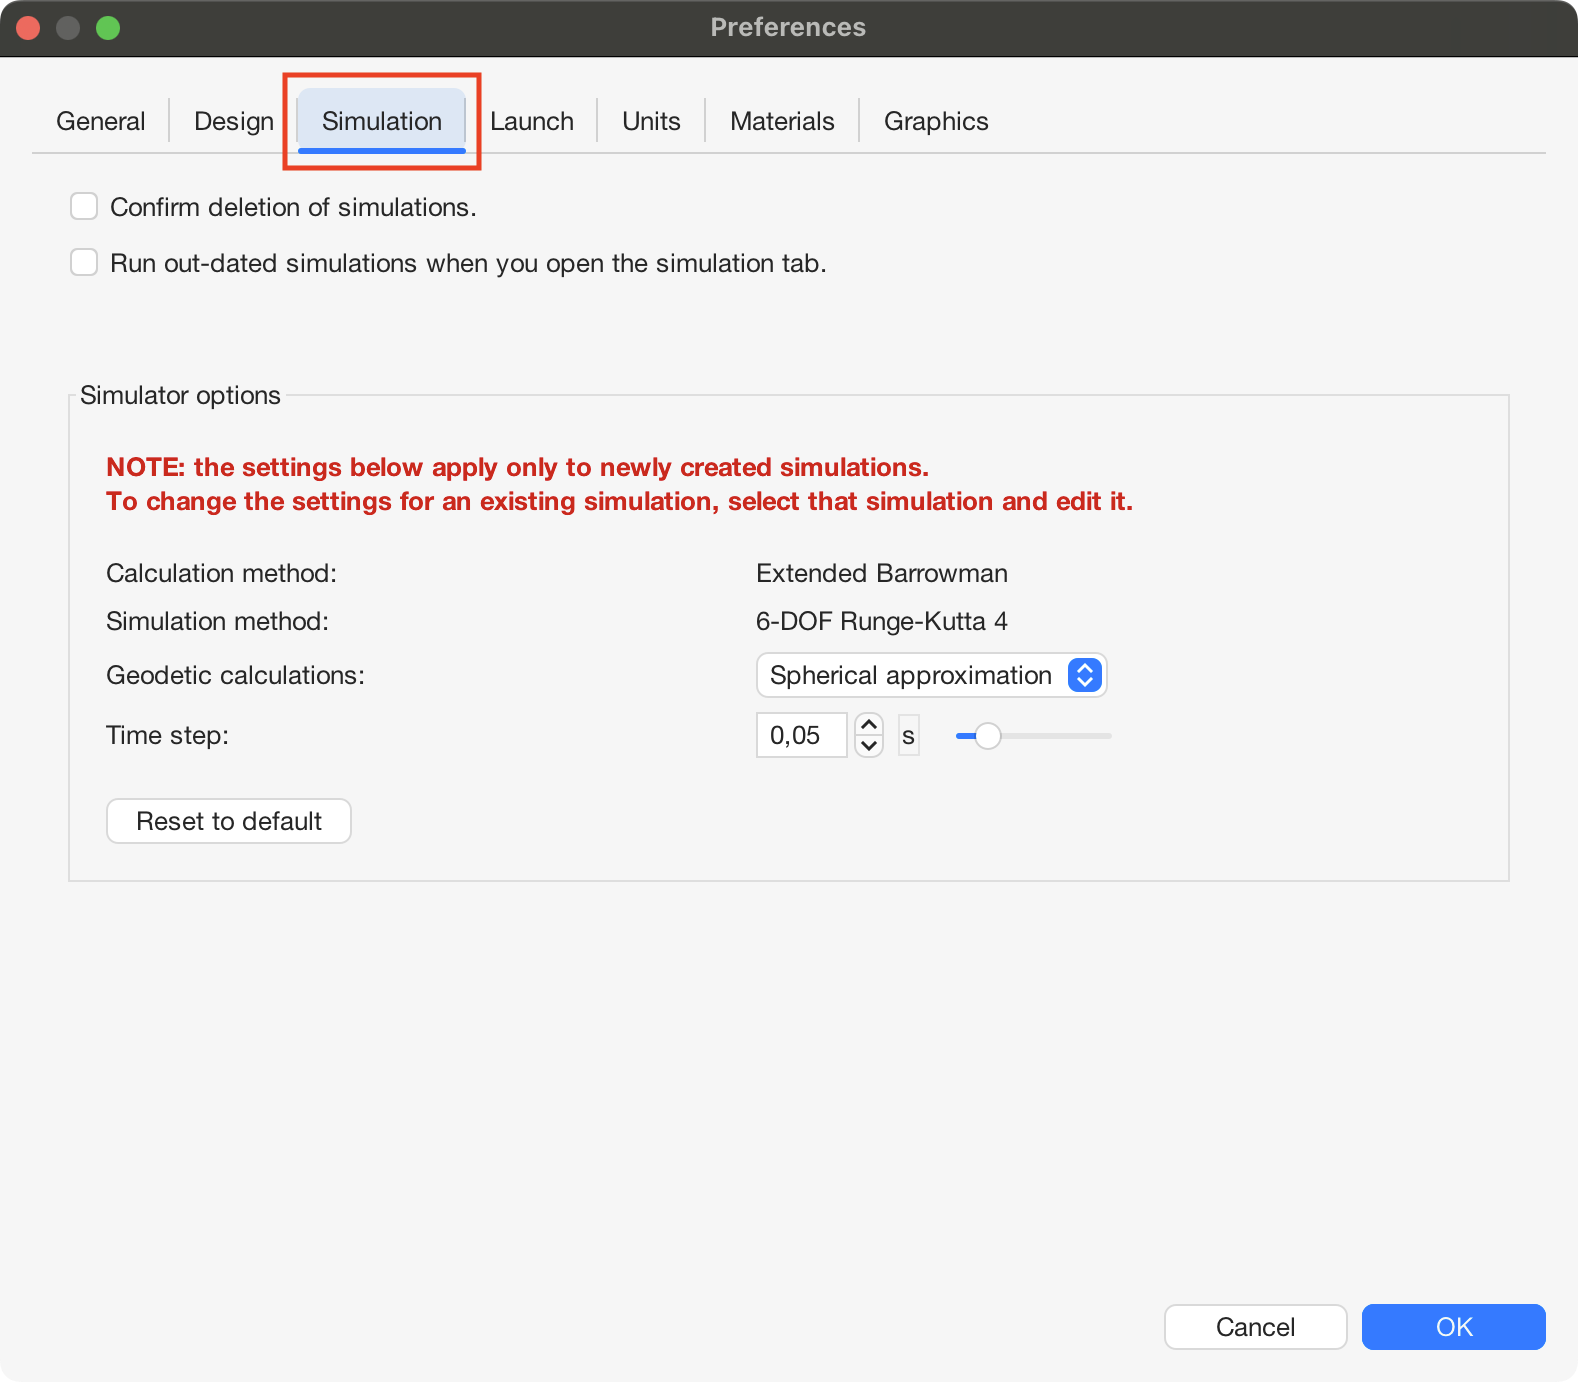 Preferences
General Design Simulation Launch Units Materials Graphics
Confirm deletion of simulations.
Run out-dated simulations when you open the simulation tab.
Simulator options
NOTE: the settings below apply only to newly created simulations.
To change the settings for an existing simulation, select that simulation and edit it.
Calculation method: Extended Barrowman
Simulation method: 6-DOF Runge-Kutta 4
Geodetic calculations: Spherical approximation
Time step: 0,05 s
Reset to default
Cancel OK